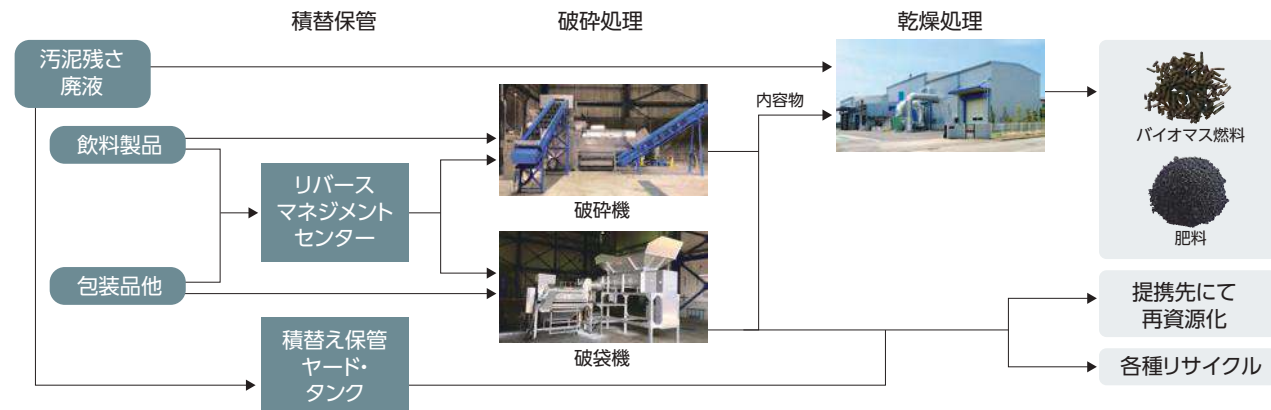 積替保管
破砕処理
乾燥処理
汚泥残さ
廃液
飲料製品
包装品他
リバース
マネジメント
センター
積替え保管
ヤード・
タンク
破砕機
破袋機
内容物
バイオマス燃料
肥料
提携先にて
再資源化
各種リサイクル